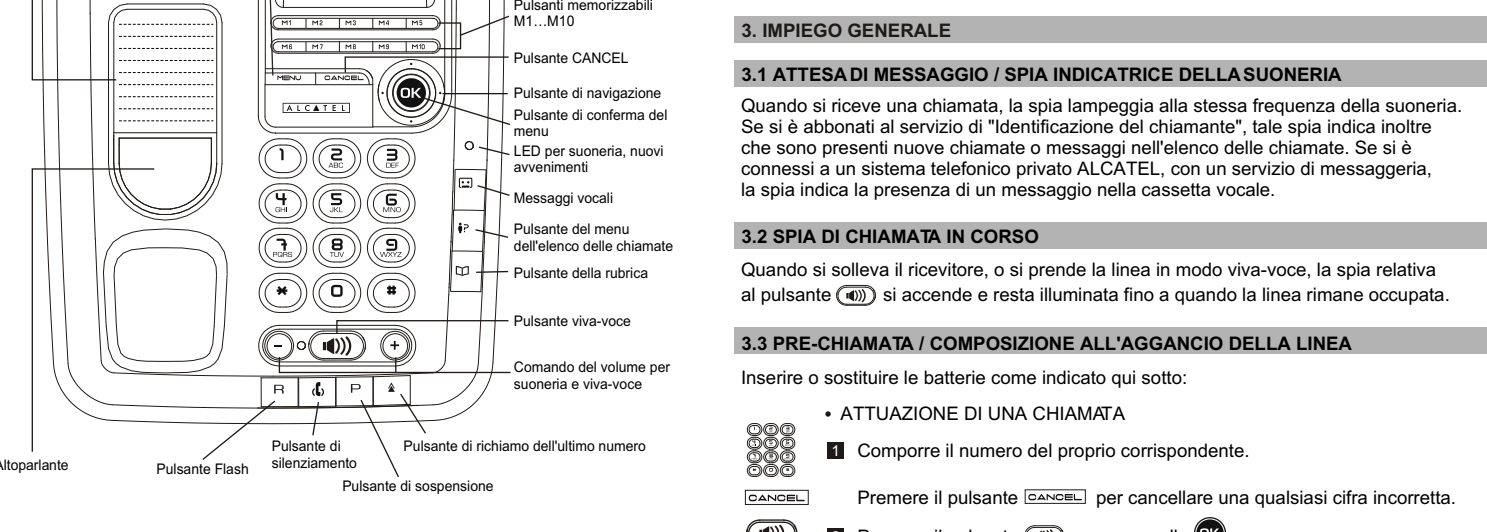 Pulsanti memorizzabili
M1…M10
M1 M2 M3 M4 M5
M6 M7 M8 M9 M10
Pulsante CANCEL
MENU CANCEL
OK
Pulsante di navigazione
ALCATEL
Pulsante di conferma del
menu
LED per suoneria, nuovi
avvenimenti
1 2 ABC 3 DEF
Messaggi vocali
4 GHI 5 JKL 6 MNO
Pulsante del menu
dell'elenco delle chiamate
7 PQRS 8 TUV 9 WXYZ
Pulsante della rubrica
* 0 #
Pulsante viva-voce
- +
Comando del volume per
suoneria e viva-voce
R P
Altoparlante
Pulsante Flash
Pulsante di
silenziamento
Pulsante di richiamo dell'ultimo numero
Pulsante di sospensione
3. IMPIEGO GENERALE
3.1 ATTESA DI MESSAGGIO / SPIA INDICATRICE DELLA SUONERIA
Quando si riceve una chiamata, la spia lampeggia alla stessa frequenza della suoneria.
Se si è abbonati al servizio di "Identificazione del chiamante", tale spia indica inoltre
che sono presenti nuove chiamate o messaggi nell'elenco delle chiamate. Se si è
connessi a un sistema telefonico privato ALCATEL, con un servizio di messaggeria,
la spia indica la presenza di un messaggio nella cassetta vocale.
3.2 SPIA DI CHIAMATA IN CORSO
Quando si solleva il ricevitore, o si prende la linea in modo viva-voce, la spia relativa
al pulsante si accende e resta illuminata fino a quando la linea rimane occupata.
3.3 PRE-CHIAMATA / COMPOSIZIONE ALL'AGGANCIO DELLA LINEA
Inserire o sostituire le batterie come indicato qui sotto:
• ATTUAZIONE DI UNA CHIAMATA
1 Comporre il numero del proprio corrispondente.
CANCEL Premere il pulsante CANCEL per cancellare una qualsiasi cifra incorretta.
OK